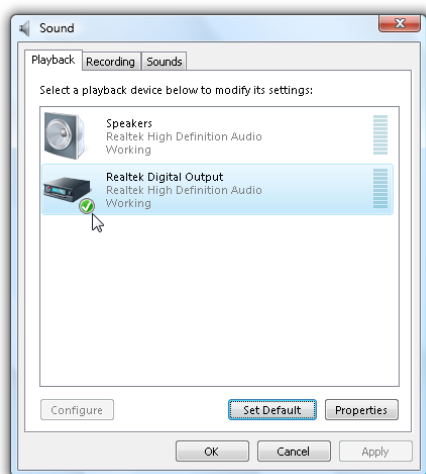 Sound
Playback Recording Sounds
Select a playback device below to modify its settings:
Speakers
Realtek High Definition Audio
Working
Realtek Digital Output
Realtek High Definition Audio
Working
Configure Set Default Properties
OK Cancel Apply